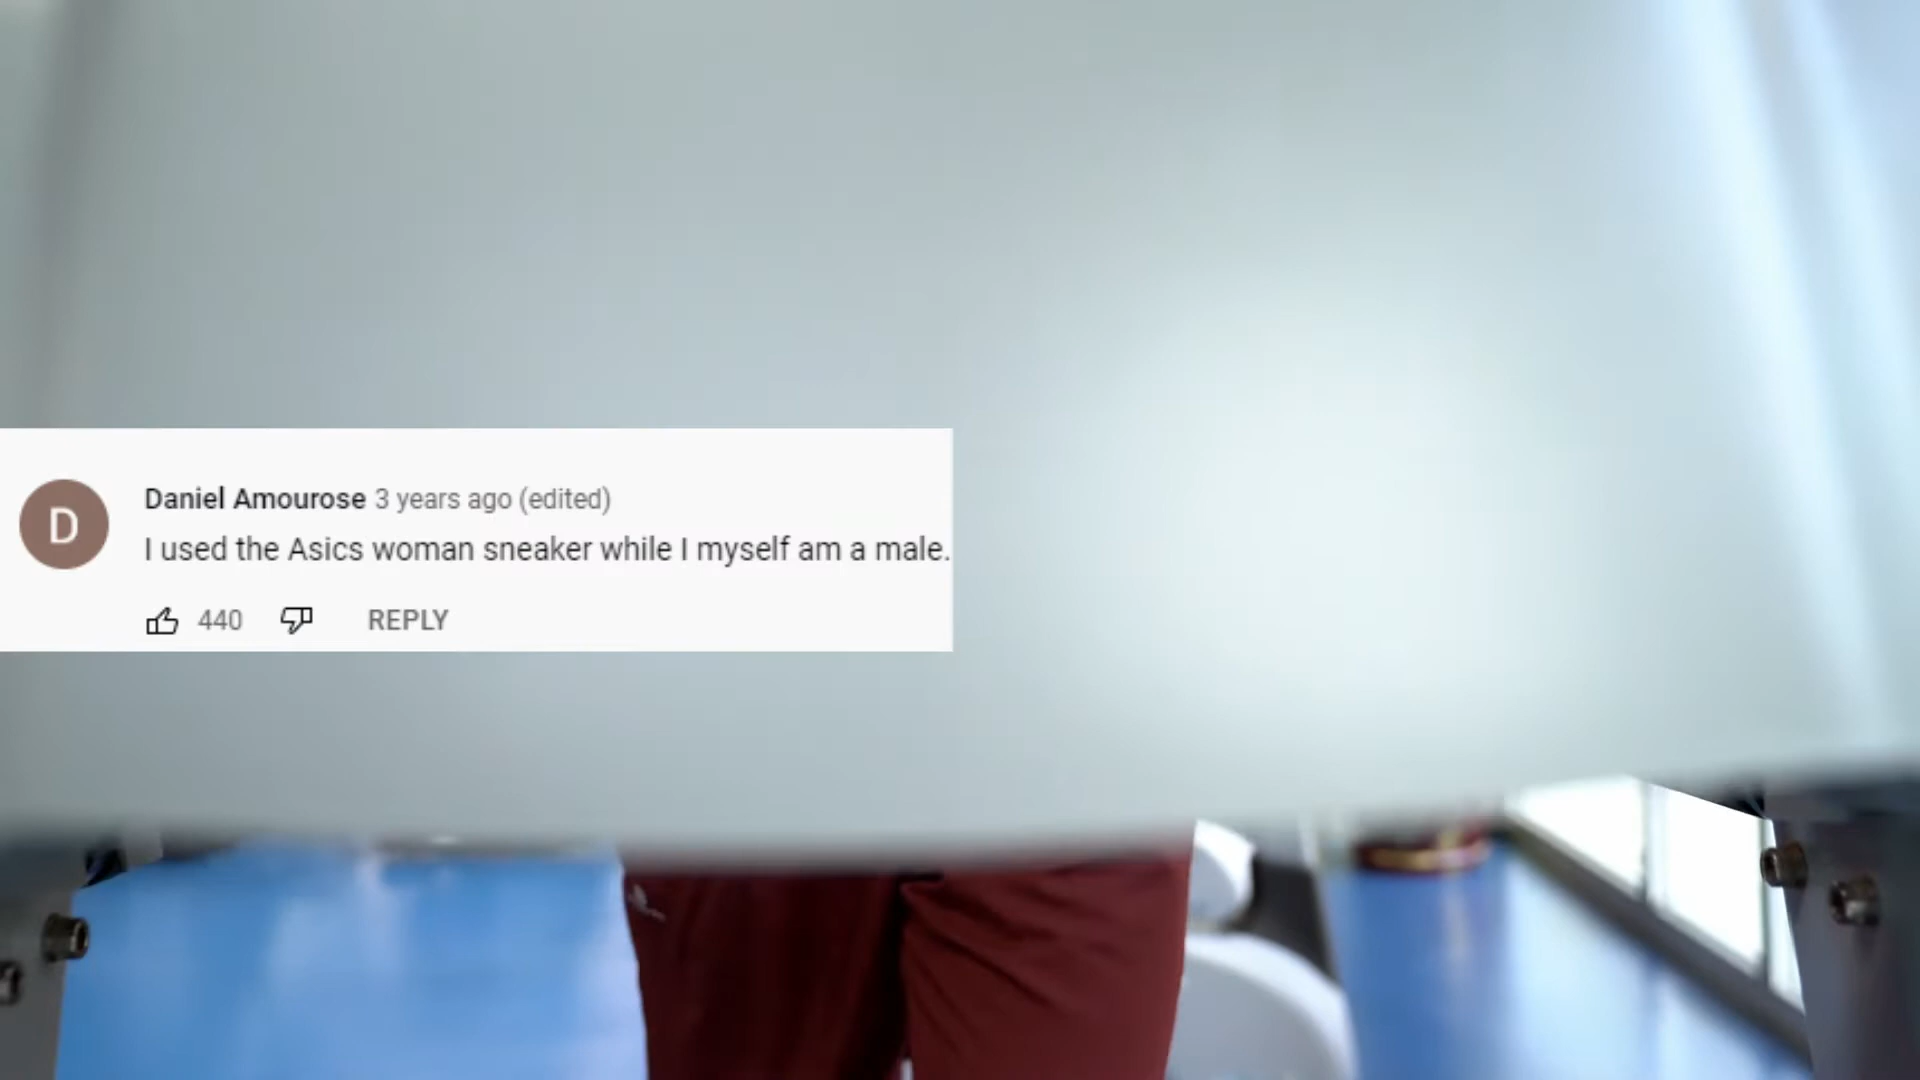 D
Daniel Amourose 3 years ago (edited)
I used the Asics woman sneaker while I myself am a male.
440 REPLY